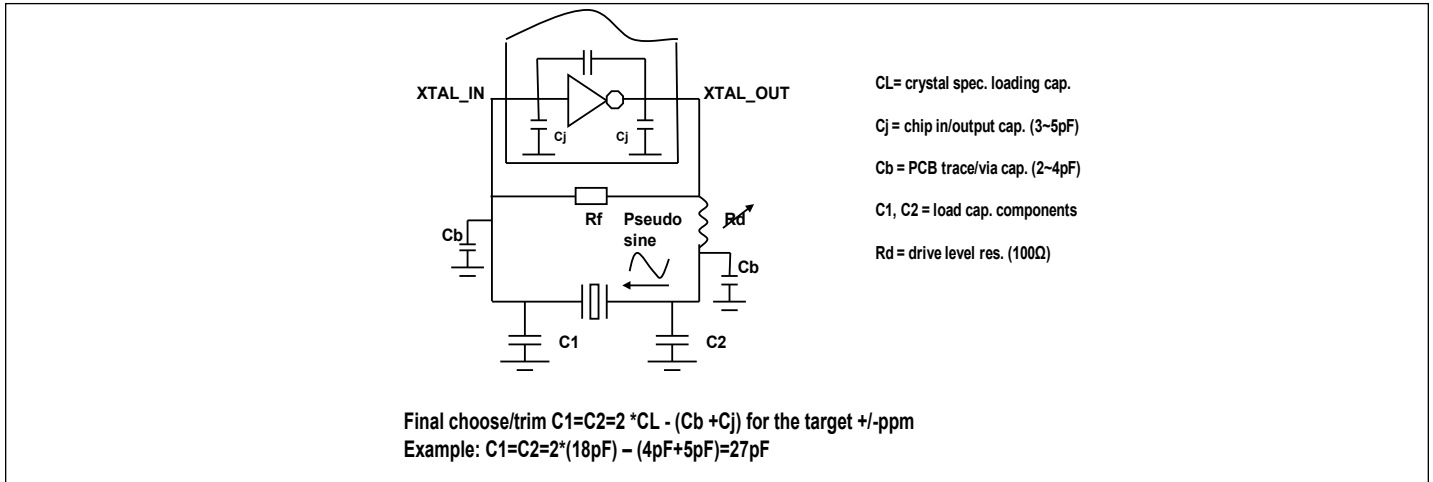 XTAL_IN
XTAL_OUT
Cj
Cj
Rf
Pseudo
sine
Rd
Cb
Cb
C1
C2
CL= crystal spec. loading cap.
Cj = chip in/output cap. (3~5pF)
Cb = PCB trace/via cap. (2~4pF)
C1, C2 = load cap. components
Rd = drive level res. (100Ω)
Final choose/trim C1=C2=2 *CL - (Cb +Cj) for the target +/-ppm
Example: C1=C2=2*(18pF) – (4pF+5pF)=27pF